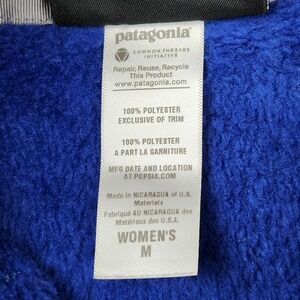 patagonia
COMMON THREADS
INITIATIVE
Repair, Reuse, Recycle
This Product
www.patagonia.com
100% POLYESTER
EXCLUSIVE OF TRIM
100% POLYESTER
A PART LA GARNITURE
MFG DATE AND LOCATION
AT PCPSIA.COM
Made in NICARAGUA of U.S.
Materials
Fabriqué AU NICARAGUA des
Matériaux des U.S.A.
WOMEN'S
M